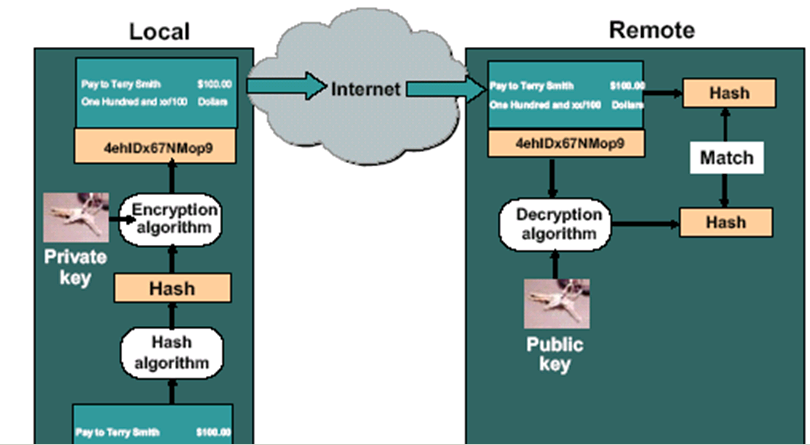 Local
Remote
Pay to Terry Smith $100.00
One Hundred and xx/100 Dollars
4ehIDx67NMop9
Encryption
algorithm
Private
key
Hash
Hash
algorithm
Pay to Terry Smith $100.00
Internet
Pay to Terry Smith $100.00
One Hundred and xx/100 Dollars
4ehIDx67NMop9
Hash
Match
Decryption
algorithm
Hash
Public
key